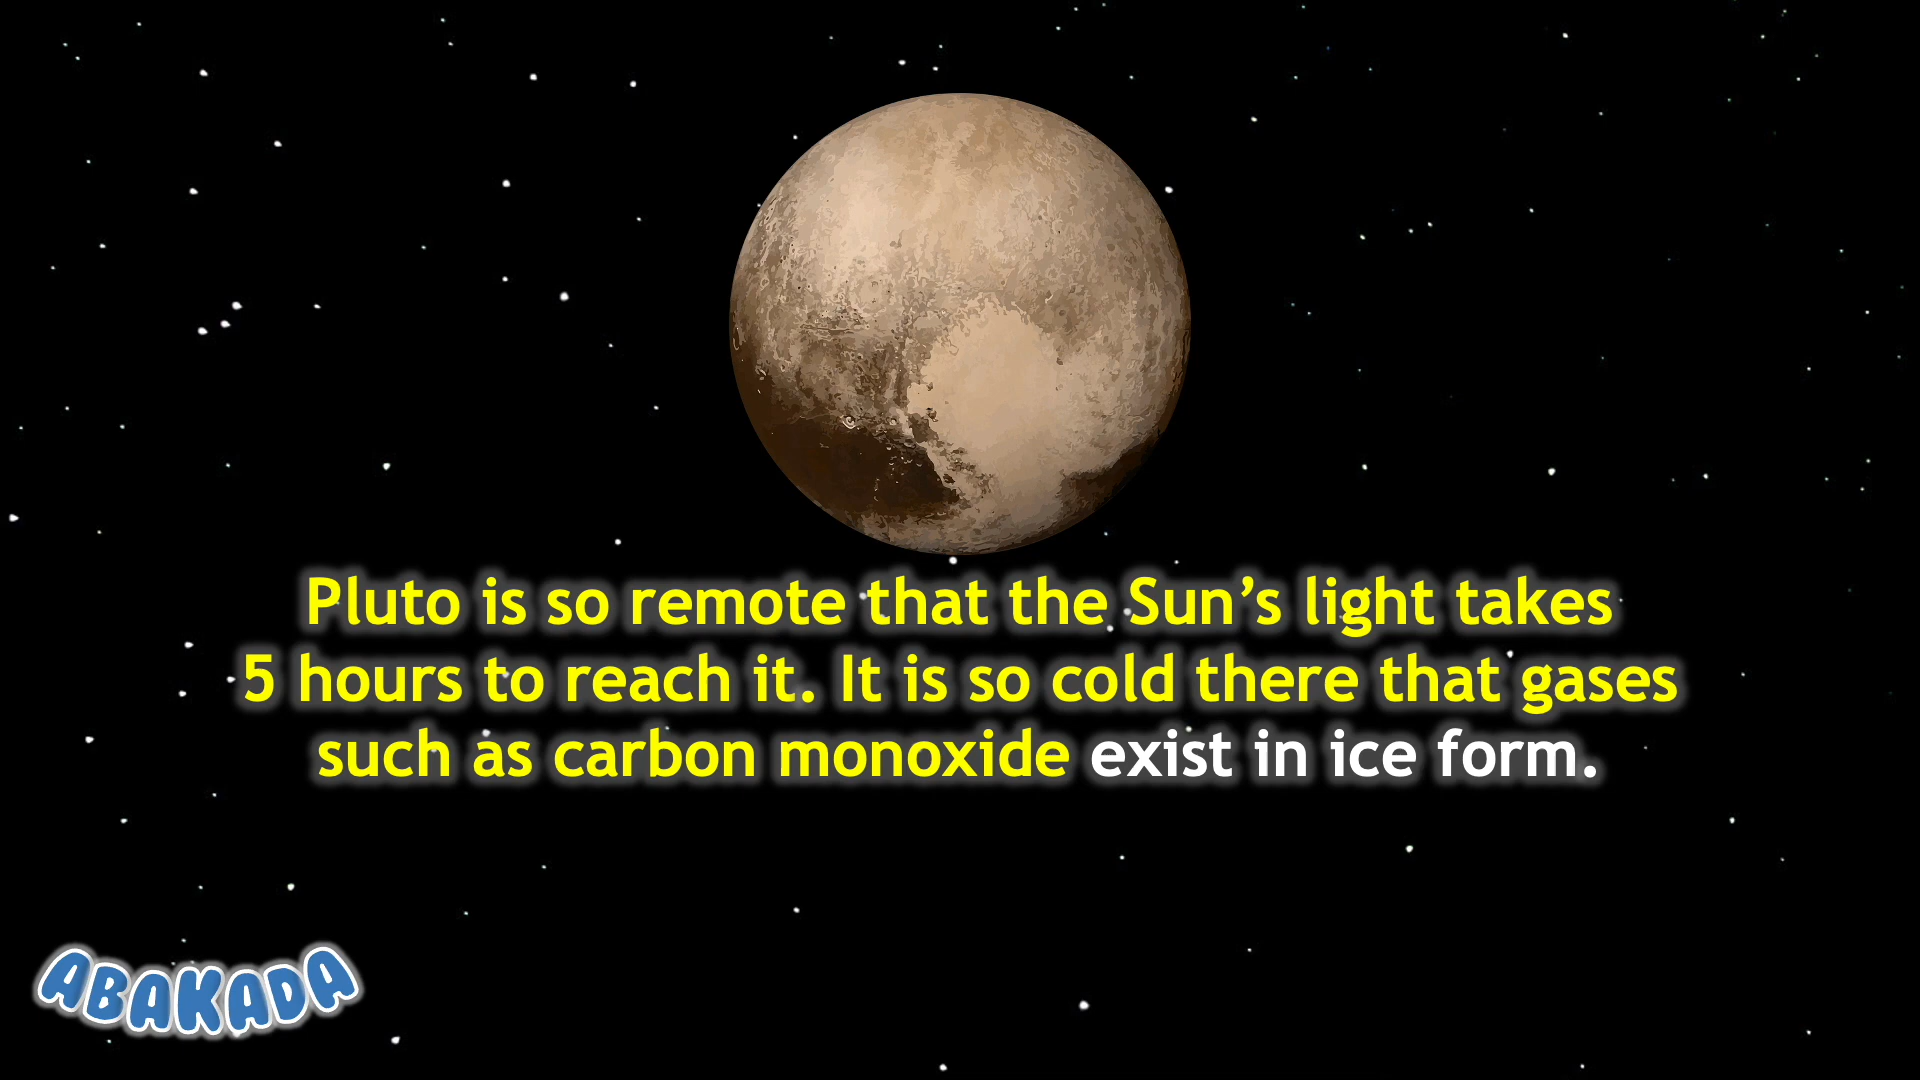 Pluto is so remote that the Sun’s light takes
5 hours to reach it. It is so cold there that gases
such as carbon monoxide exist in ice form.
ABAKADA